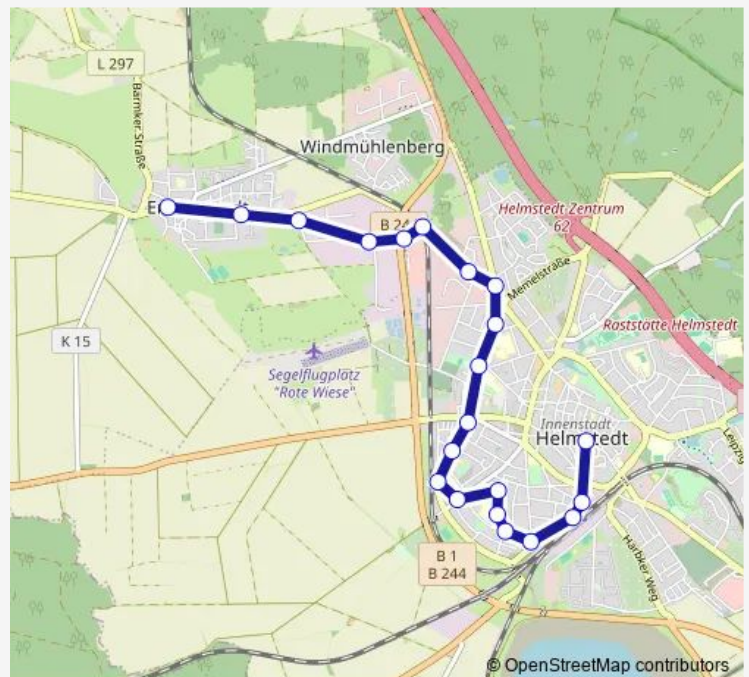 L 297
Barmker Straße
Windmühlenberg
Helmstedt-Zentrum
62
Memelstraße
Raststätte Helmstedt
K 15
Segelflugplatz
"Rote Wiese"
Innenstadt
Helmstedt
B 1
B 244
Harbker Weg
© OpenStreetMap contributors